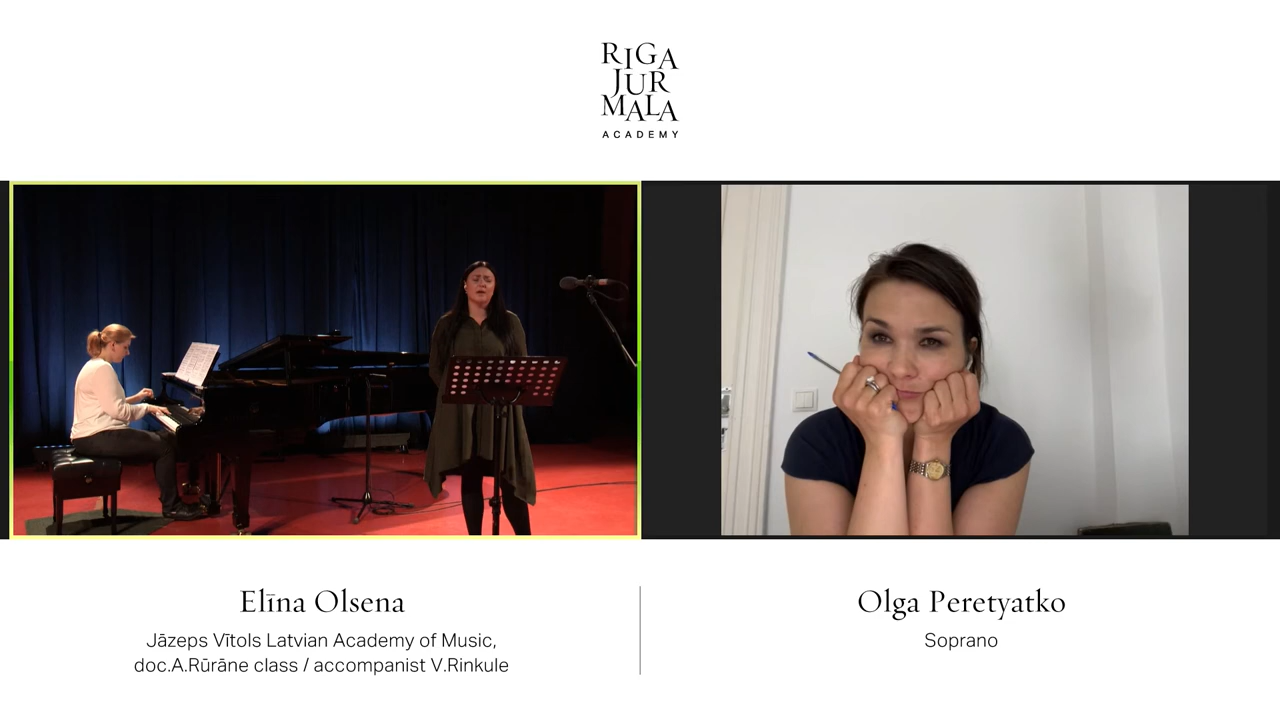 RIGA
JUR
MALA
ACADEMY
Elīna Olsena
Jāzeps Vītols Latvian Academy of Music,
doc.A.Rūrāne class / accompanist V.Rinkule
Olga Peretyatko
Soprano